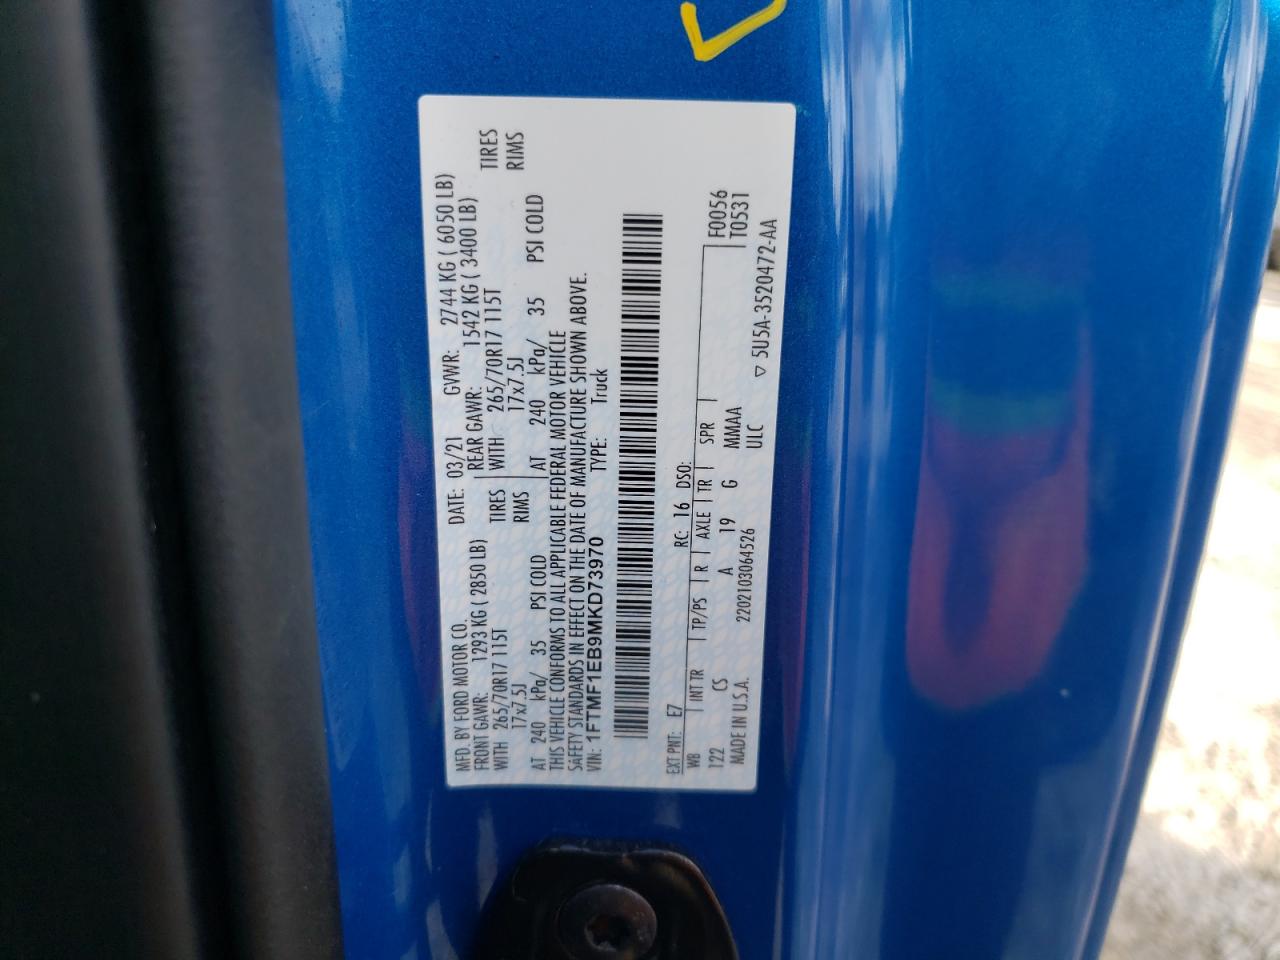 MFD. BY FORD MOTOR CO.
DATE: 03/21 GVWR: 2744 KG ( 6050 LB)
FRONT GAWR: 1293 KG ( 2850 LB) REAR GAWR: 1542 KG ( 3400 LB)
WITH 265/70R17 115T TIRES WITH 265/70R17 115T TIRES
17x7.5J RIMS 17x7.5J RIMS
AT 240 kPa/ 35 PSI COLD AT 240 kPa/ 35 PSI COLD
THIS VEHICLE CONFORMS TO ALL APPLICABLE FEDERAL MOTOR VEHICLE
SAFETY STANDARDS IN EFFECT ON THE DATE OF MANUFACTURE SHOWN ABOVE.
VIN: 1FTMF1EB9MKD73970 TYPE: Truck
EXT PNT: E7 RC: 16 DSO: F0056
WB INT TR TP/PS R AXLE TR SPR T0531
122 CS A 19 G MMAA
MADE IN U.S.A. 2202103064526 ULC
▽ 5U5A-3520472-AA